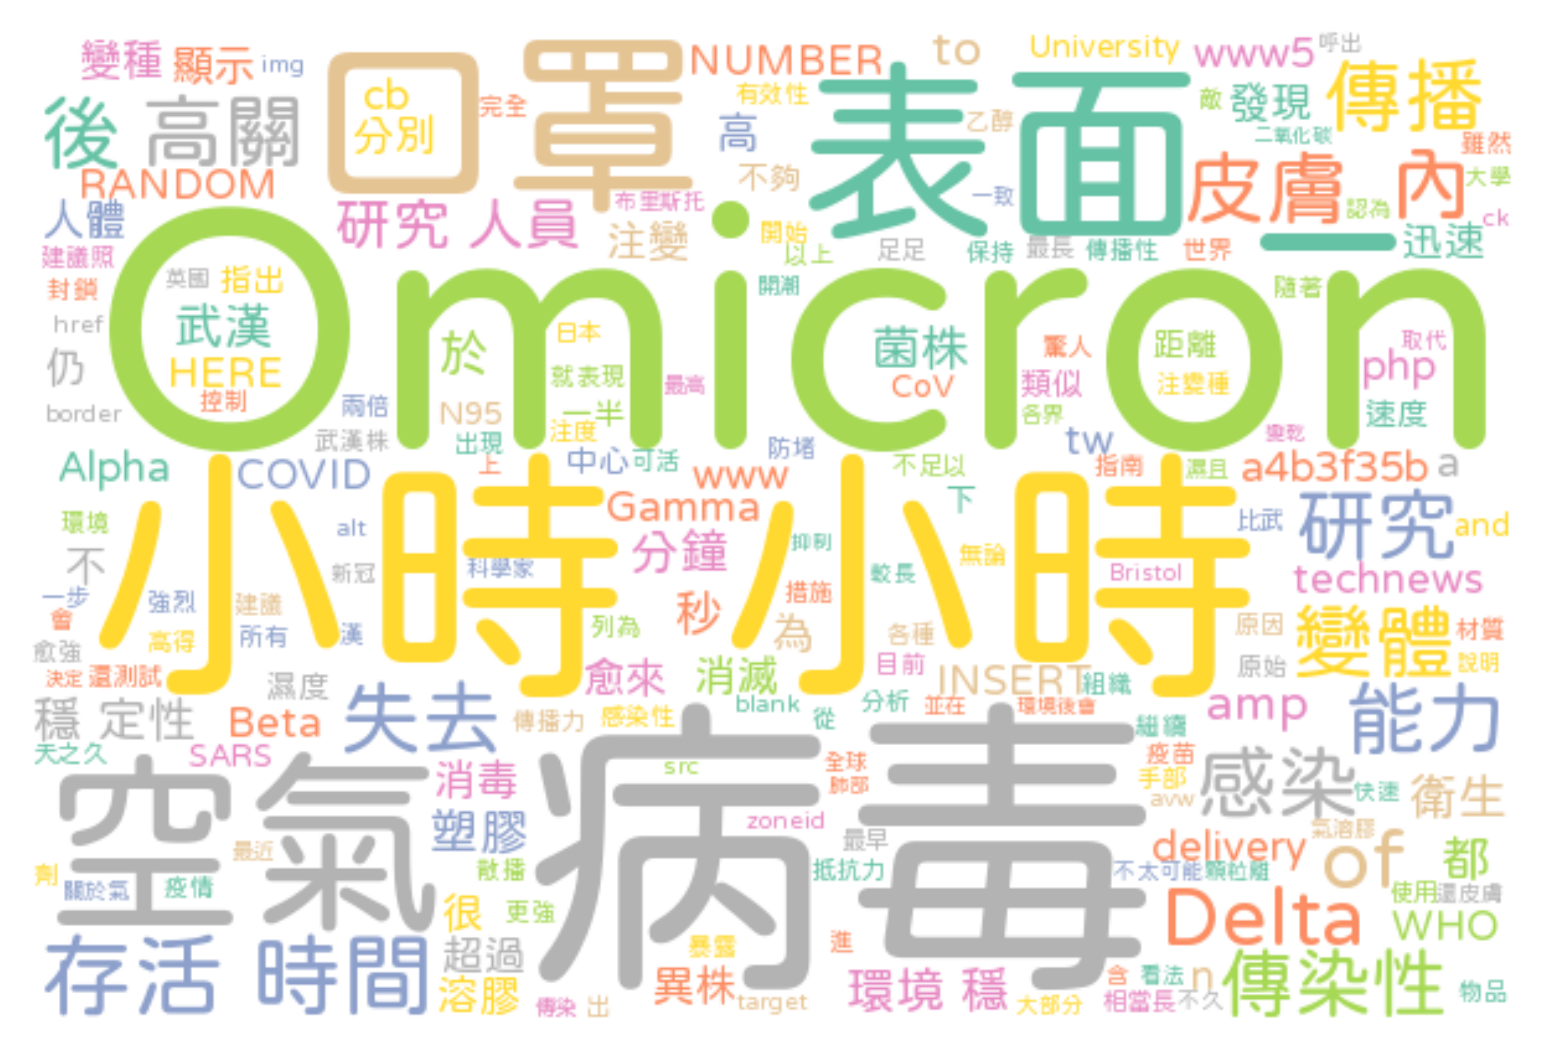 變種 顯示 img 口罩 NUMBER to University www5 呼出
cb 完全 有效性 表面 敵 發現 傳播
後 高關 分別 高 乙醇 二氧化碳 雖然
RANDOM 不夠 皮膚 內 大學
人體 研究 人員 布里斯托 一致 認為 ck
建議照 注變 開始 以上 足足 保持 最長 傳播性 世界 一 迅速
封鎖 英國 指出 開潮 隨著
href 武漢 Omicron 日本 菌株 驚人 距離 取代
仍 HERE 於 就表現 最高 CoV 類似 注變種 php
border 控制 兩倍 N95 一半 各界 速度
武漢株 出現 注度 防堵 tw 變乾
Alpha COVID 上 中心 可活 www 不足以 指南 濕且 a4b3f35b a
環境 alt 小時 Gamma 下 小時 比武 研究 and
不 新冠 科學家 分鐘 抑制 較長 無論 Bristol technews
一步 強烈 建議 秒 措施
會 高得 所有 漢 列為 為 各種 原因 變體 材質
愈強 目前 原始 說明
決定 還測試 濕度 愈來 消滅 INSERT 組織
穩 定性 Beta 失去 傳播力 感染性 blank 從 分析 並在 環境後會 繼續 amp 能力
天之久 SARS 消毒 src 病毒 全球 疫苗 感染
空氣 肺部 手部 avw 快速 衛生
塑膠 zoneid 最早 氣溶膠
最近 delivery of 都
劑 關於氣 疫情 散播 抵抗力 不太可能 顆粒離 使用 還皮膚
很 更強 Delta WHO
存活 時間 超過 暴露 進
溶膠 異株 環境 穩 含 看法 n 傳染性 物品
傳染 出 target 大部分 相當長 不久